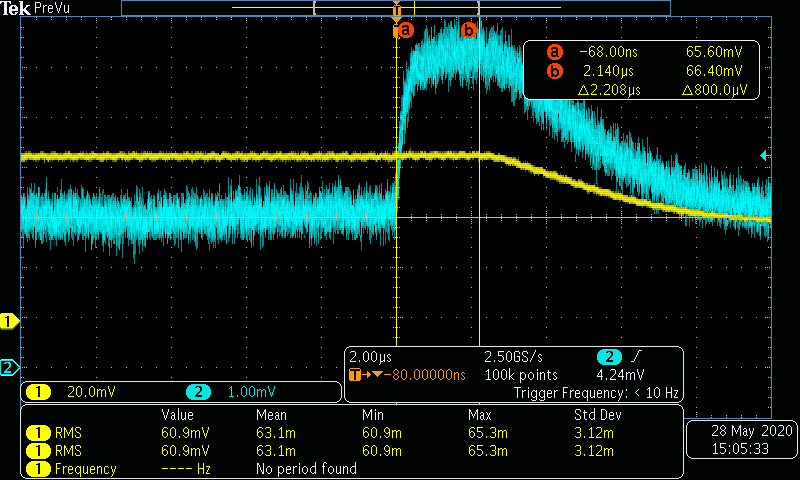 Tek PreVu
T
T a b
a −68.00ns 65.60mV
b 2.140µs 66.40mV
△2.208µs △800.0µV
1
2
2.00µs 2.50GS/s 2 4.24mV
T→▼−80.00000ns 100k points
Trigger Frequency: < 10 Hz
1 20.0mV 2 1.00mV
Value Mean Min Max Std Dev
1 RMS 60.9mV 63.1m 60.9m 65.3m 3.12m
1 RMS 60.9mV 63.1m 60.9m 65.3m 3.12m
1 Frequency ---- Hz No period found
28 May 2020
15:05:33